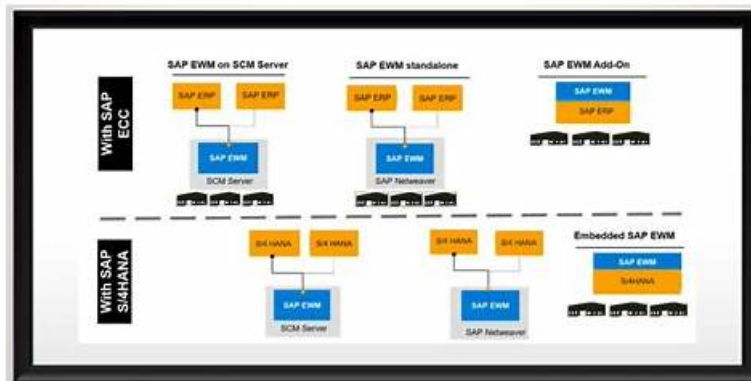 SAP EWM on SCM Server
SAP EWM standalone
SAP EWM Add-On
With SAP
ECC
SAP ERP
SAP ERP
SAP ERP
SAP ERP
SAP EWM
SAP ERP
SAP EWM
SCM Server
SAP EWM
SAP Netweaver
With SAP
S/4HANA
S/4 HANA
S/4 HANA
S/4 HANA
S/4 HANA
Embedded SAP EWM
SAP EWM
S/4HANA
SAP EWM
SCM Server
SAP EWM
SAP Netweaver